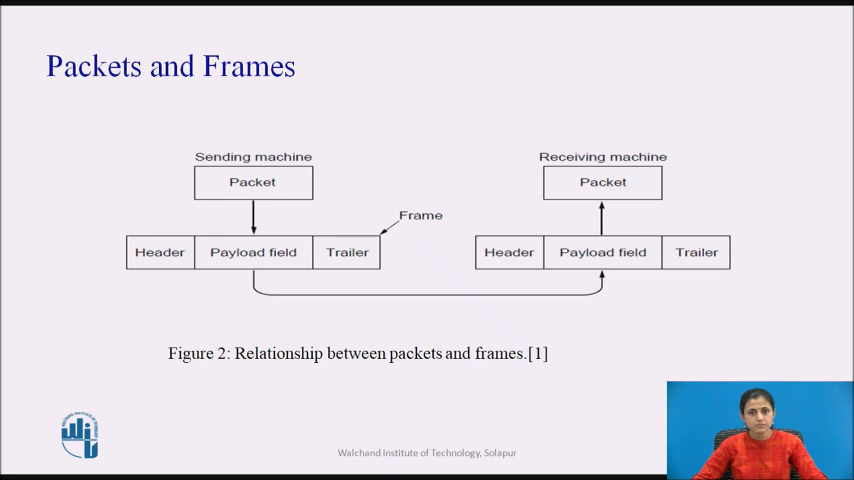 Packets and Frames
Sending machine
Receiving machine
Packet
Packet
Frame
Header
Payload field
Trailer
Header
Payload field
Trailer
Figure 2: Relationship between packets and frames.[1]
Walchand Institute of Technology, Solapur